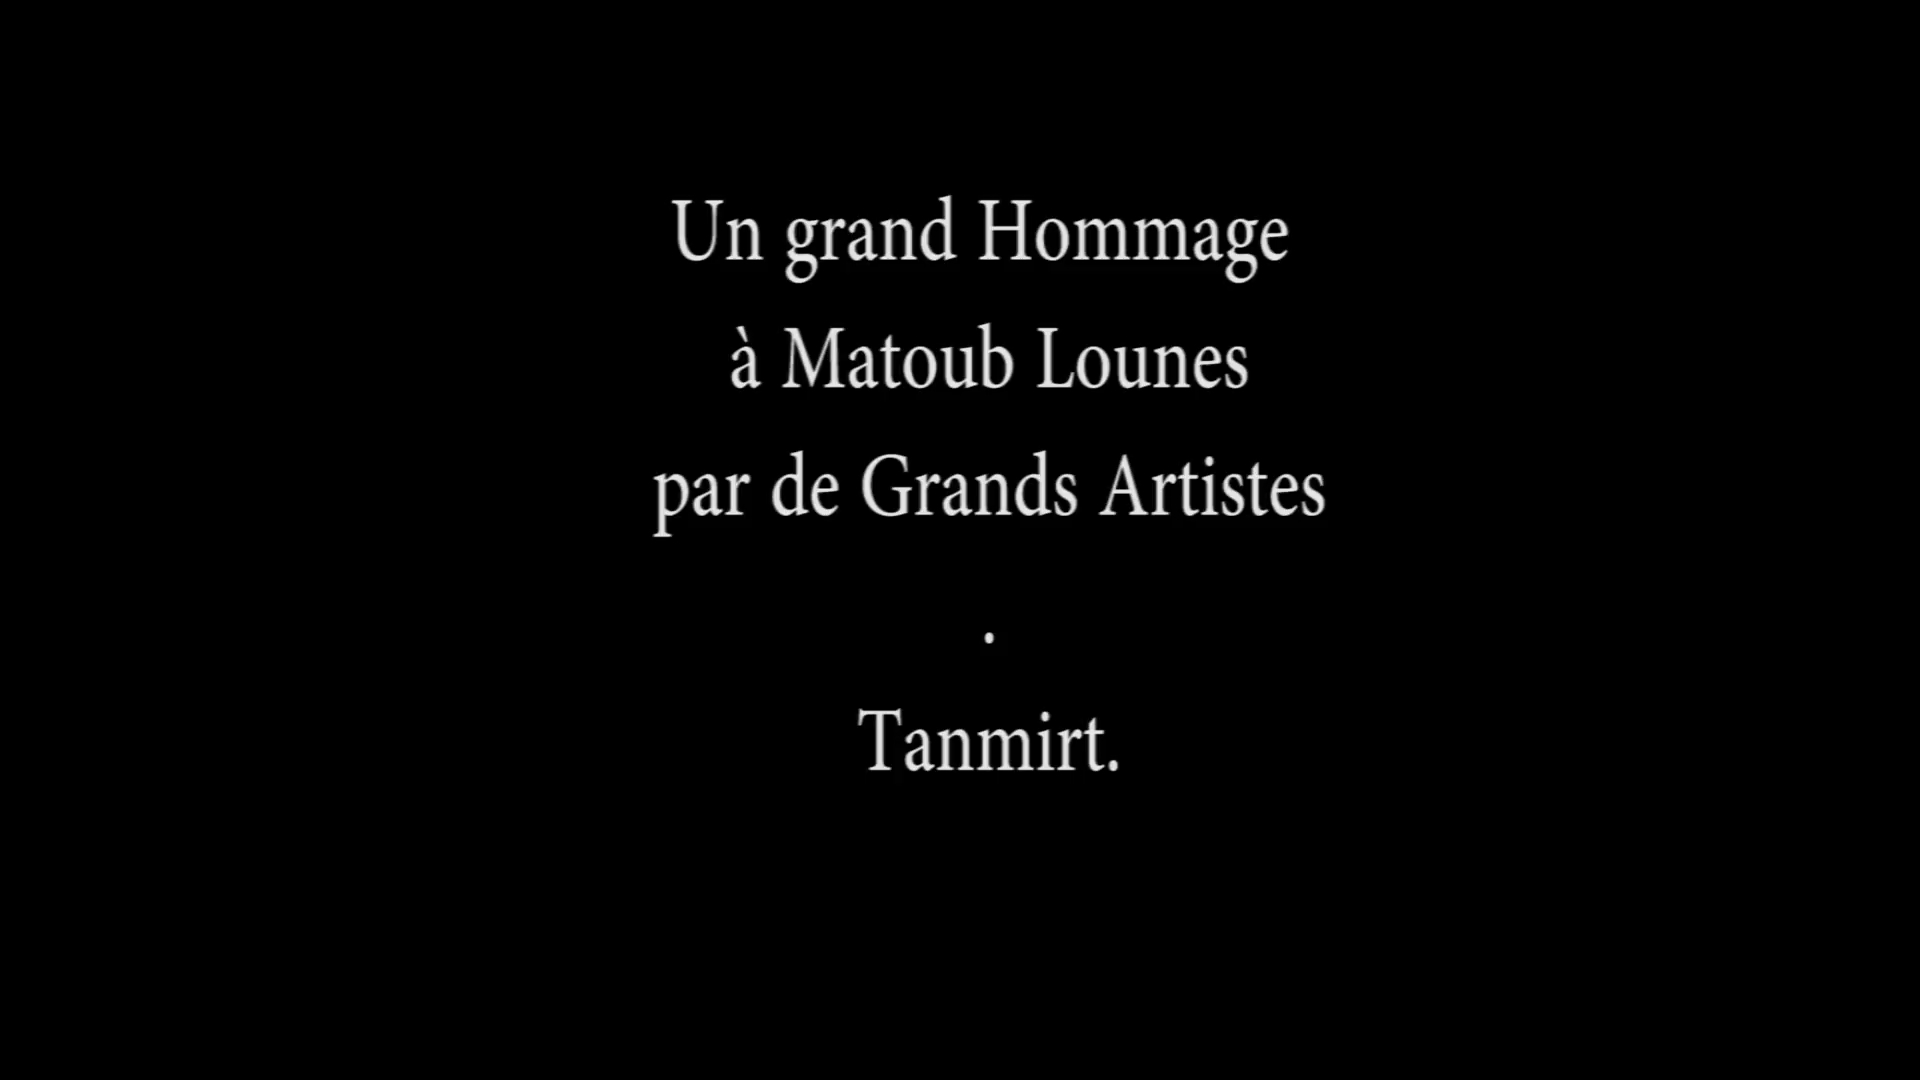 Un grand Hommage
à Matoub Lounes
par de Grands Artistes
.
Tanmirt.